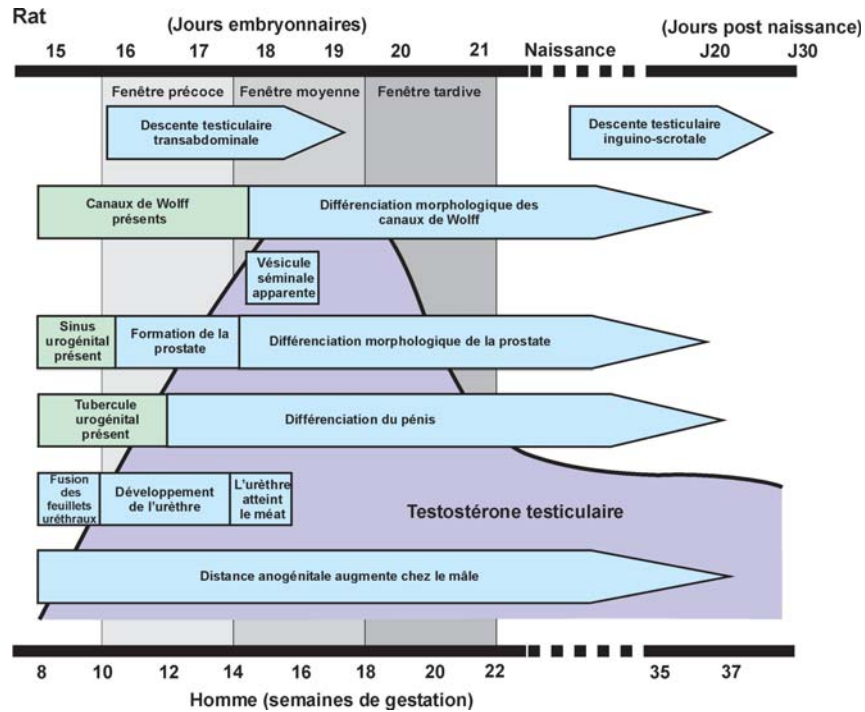 Rat
(Jours embryonnaires)
(Jours post naissance)
15 16 17 18 19 20 21 Naissance J20 J30
Fenêtre précoce Fenêtre moyenne Fenêtre tardive
Descente testiculaire
transabdominale
Descente testiculaire
inguino-scrotale
Canaux de Wolff
présents
Différenciation morphologique des
canaux de Wolff
Vésicule
séminale
apparente
Sinus
urogénital
présent
Formation de la
prostate
Différenciation morphologique de la prostate
Tubercule
urogénital
présent
Différenciation du pénis
Fusion
des
feuillets
uréthraux
Développement
de l'urèthre
L'urèthre
atteint
le méat
Testostérone testiculaire
Distance anogénitale augmente chez le mâle
8 10 12 14 16 18 20 22 35 37
Homme (semaines de gestation)